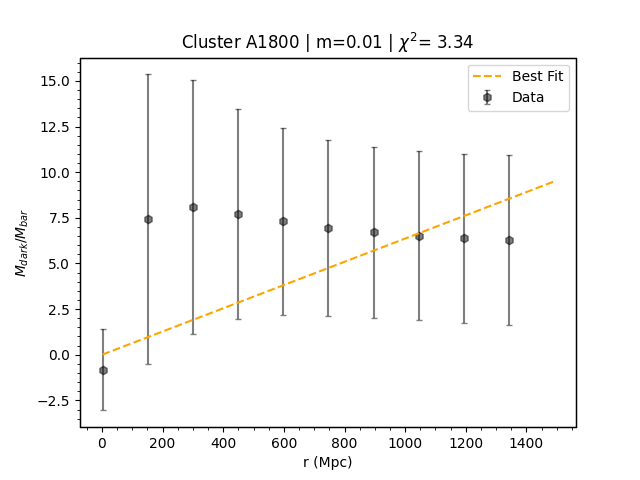 Cluster A1800 | m=0.01 | χ²= 3.34
Best Fit
Data
15.0
12.5
10.0
7.5
5.0
2.5
0.0
−2.5
M_dark/M_bar
0 200 400 600 800 1000 1200 1400
r (Mpc)